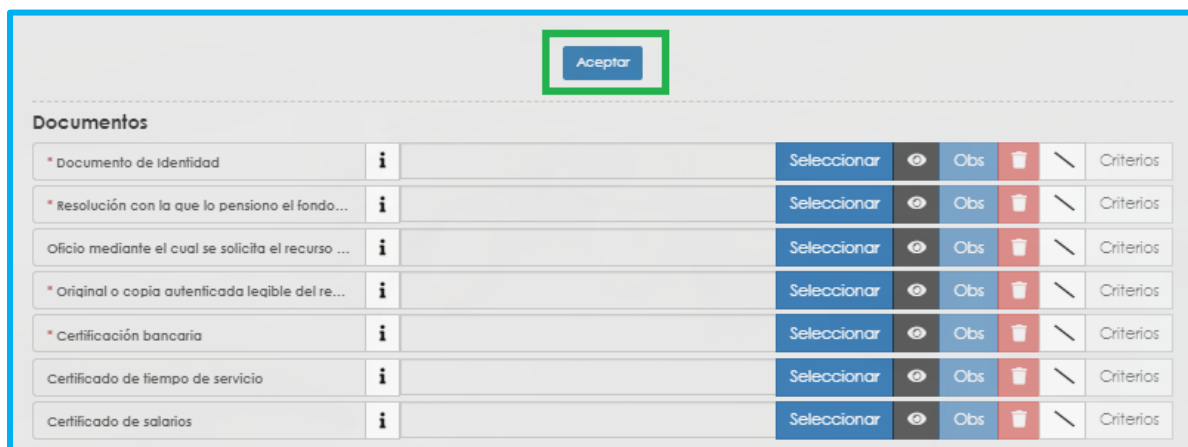 Aceptar
Documentos
* Documento de Identidad i Seleccionar Obs Criterios
* Resolución con la que lo pensiono el fondo... i Seleccionar Obs Criterios
Oficio mediante el cual se solicita el recurso ... i Seleccionar Obs Criterios
* Original o copia autenticada legible del re... i Seleccionar Obs Criterios
* Certificación bancaria i Seleccionar Obs Criterios
Certificado de tiempo de servicio i Seleccionar Obs Criterios
Certificado de salarios i Seleccionar Obs Criterios